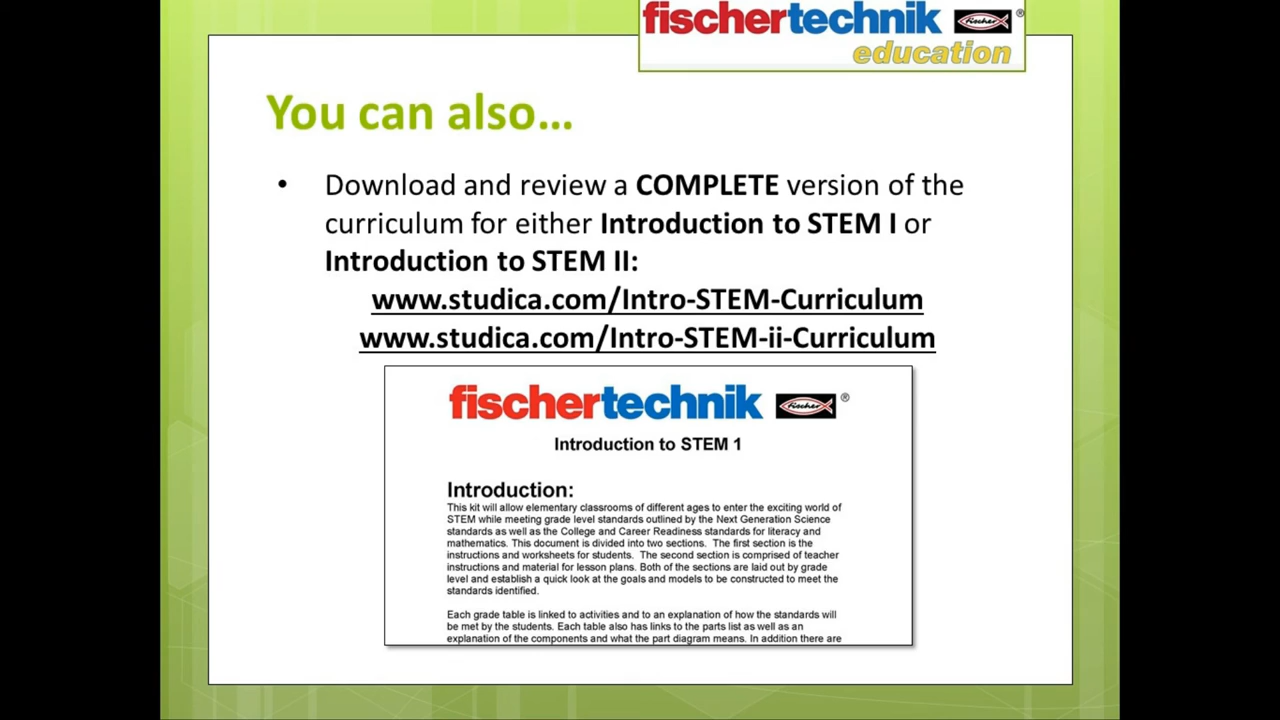 fischertechnik fischer ®
education
You can also...
• Download and review a COMPLETE version of the
curriculum for either Introduction to STEM I or
Introduction to STEM II:
www.studica.com/Intro-STEM-Curriculum
www.studica.com/Intro-STEM-ii-Curriculum
fischertechnik fischer ®
Introduction to STEM 1
Introduction:
This kit will allow elementary classrooms of different ages to enter the exciting world of
STEM while meeting grade level standards outlined by the Next Generation Science
standards as well as the College and Career Readiness standards for literacy and
mathematics. This document is divided into two sections. The first section is the
instructions and worksheets for students. The second section is comprised of teacher
instructions and material for lesson plans. Both of the sections are laid out by grade
level and establish a quick look at the goals and models to be constructed to meet the
standards identified.
Each grade table is linked to activities and to an explanation of how the standards will
be met by the students. Each table also has links to the parts list as well as an
explanation of the components and what the part diagram means. In addition there are